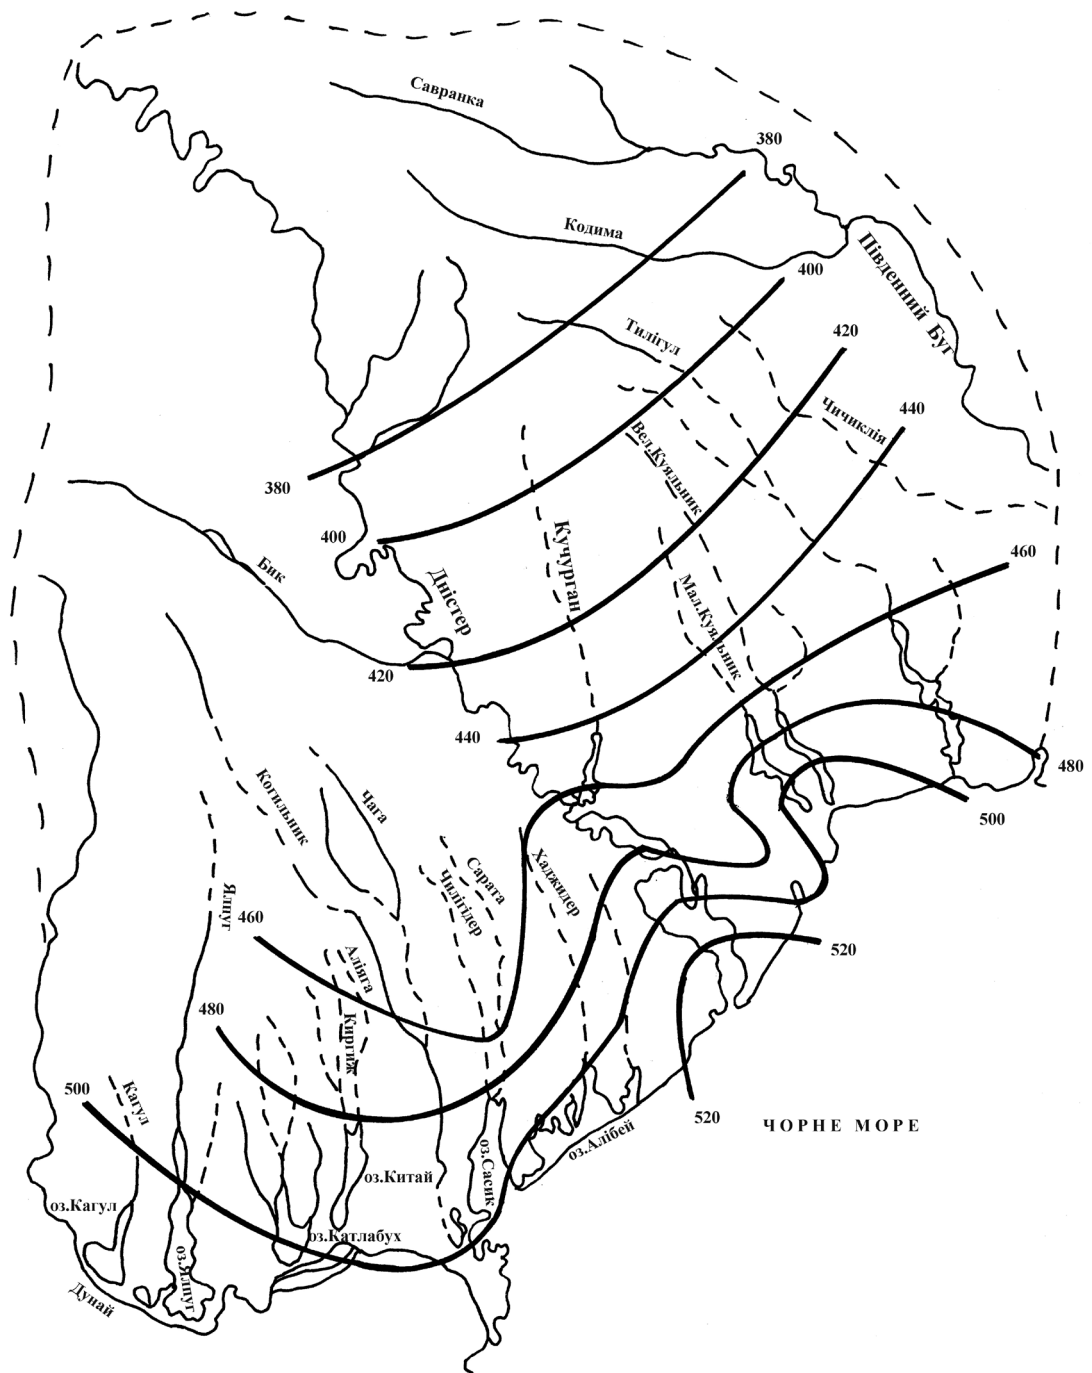 Савранка
380
Кодима
400
Південний Буг
Тилігул
420
Чичиклія
440
Вел.Куяльник
380
400
Кучурган
460
Бик
Дністер
Мал.Куяльник
420
440
480
Когильник
Чага
500
Хаджидер
Сарата
Чилігідер
Ялпуг
460
520
Аліяга
480
Киргиж
500
Кагул
520
ЧОРНЕ МОРЕ
оз.Алібей
оз.Сасик
оз.Китай
оз.Кагул
оз.Катлабух
оз.Ялпуг
Дунай